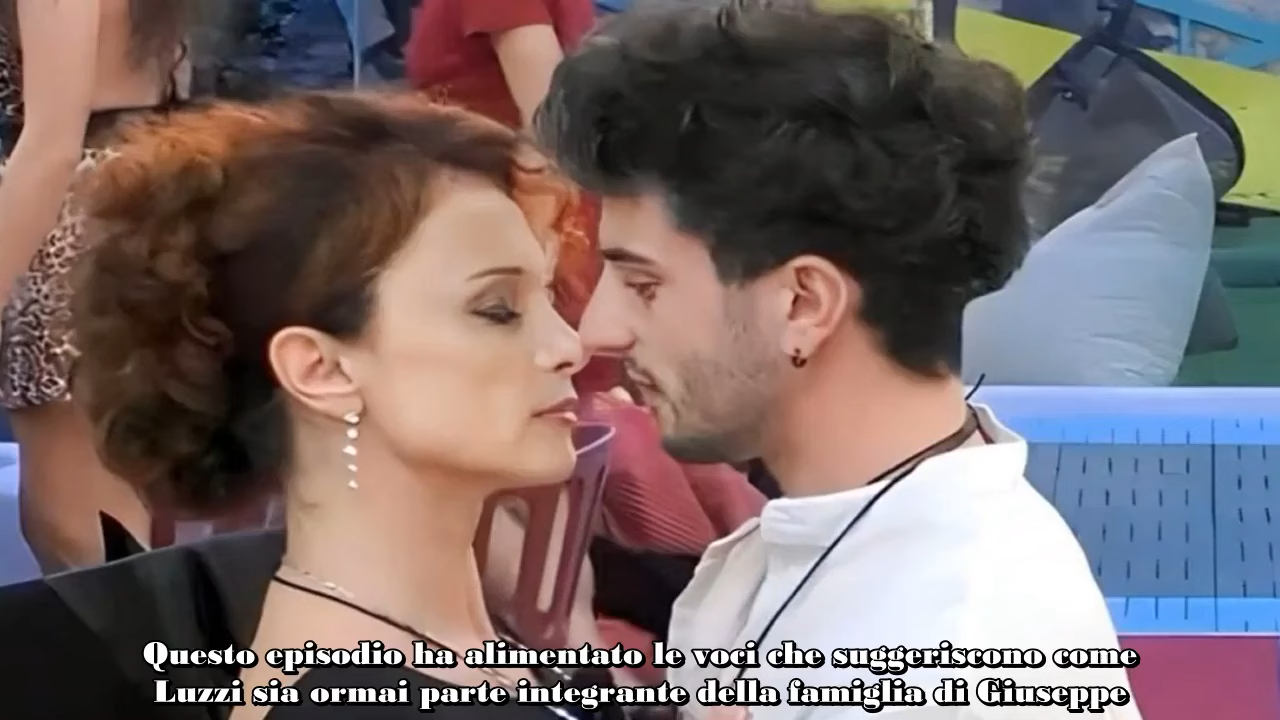 Questo episodio ha alimentato le voci che suggeriscono come
Luzzi sia ormai parte integrante della famiglia di Giuseppe